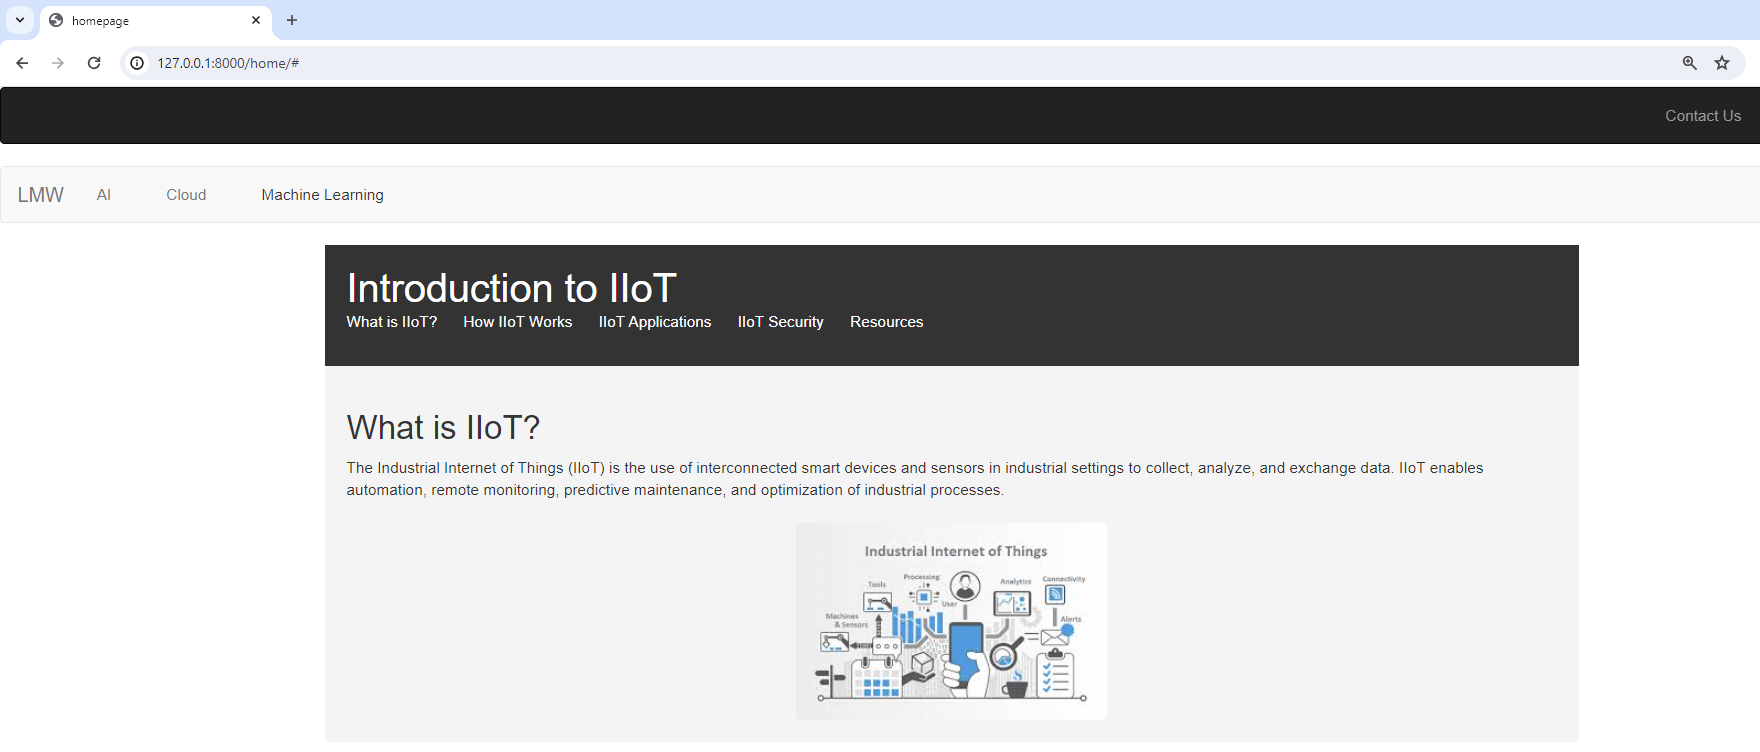 homepage
127.0.0.1:8000/home/#
Contact Us
LMW AI Cloud Machine Learning
Introduction to IIoT
What is IIoT? How IIoT Works IIoT Applications IIoT Security Resources
What is IIoT?
The Industrial Internet of Things (IIoT) is the use of interconnected smart devices and sensors in industrial settings to collect, analyze, and exchange data. IIoT enables
automation, remote monitoring, predictive maintenance, and optimization of industrial processes.
Industrial Internet of Things
Tools
Processing
User
Analytics
Connectivity
Machines
& Sensors
Alerts